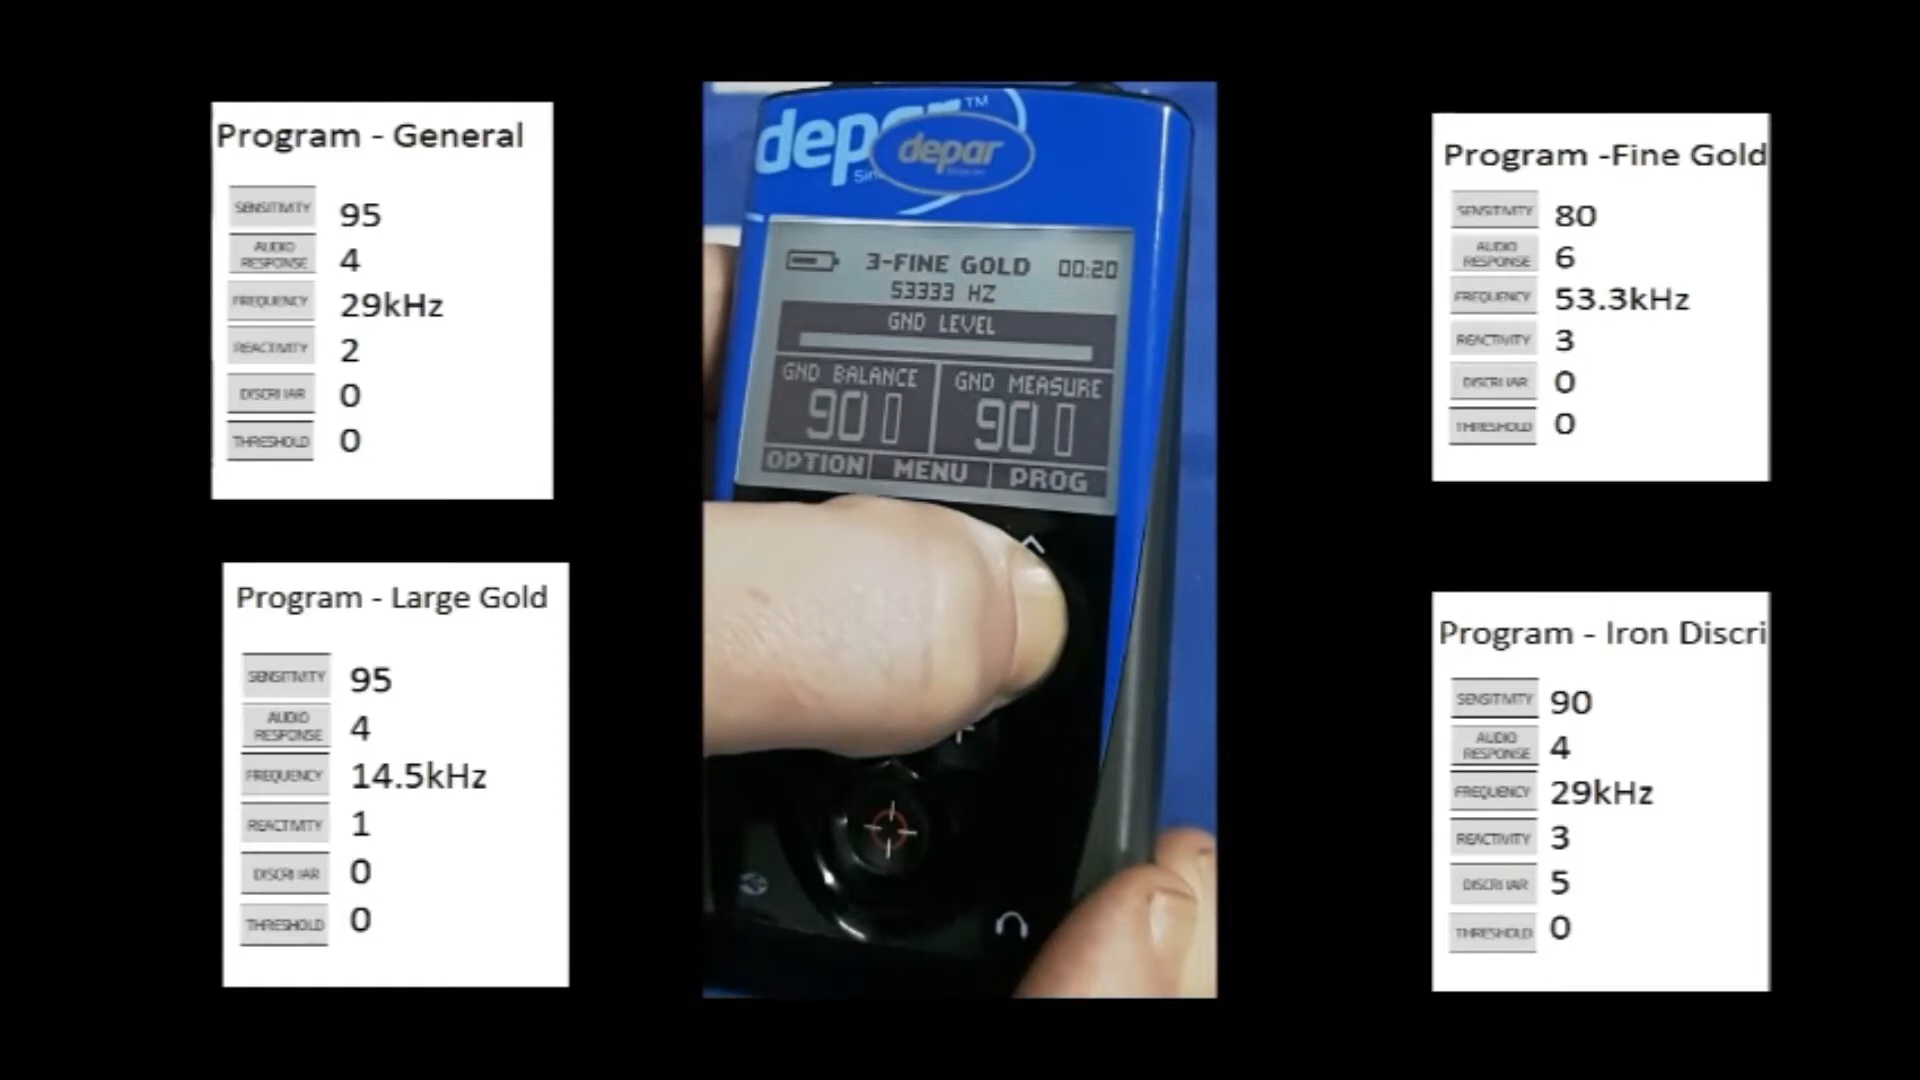 Program - General
SENSITIVITY 95
AUDIO
RESPONSE 4
FREQUENCY 29kHz
REACTIVITY 2
DISCRI IAR 0
THRESHOLD 0
Program - Large Gold
SENSITIVITY 95
AUDIO
RESPONSE 4
FREQUENCY 14.5kHz
REACTIVITY 1
DISCRI IAR 0
THRESHOLD 0
depar™
depar
3-FINE GOLD 00:20
53333 HZ
GND LEVEL
GND BALANCE GND MEASURE
90 90
OPTION MENU PROG
Program -Fine Gold
SENSITIVITY 80
AUDIO
RESPONSE 6
FREQUENCY 53.3kHz
REACTIVITY 3
DISCRI IAR 0
THRESHOLD 0
Program - Iron Discri
SENSITIVITY 90
AUDIO
RESPONSE 4
FREQUENCY 29kHz
REACTIVITY 3
DISCRI IAR 5
THRESHOLD 0